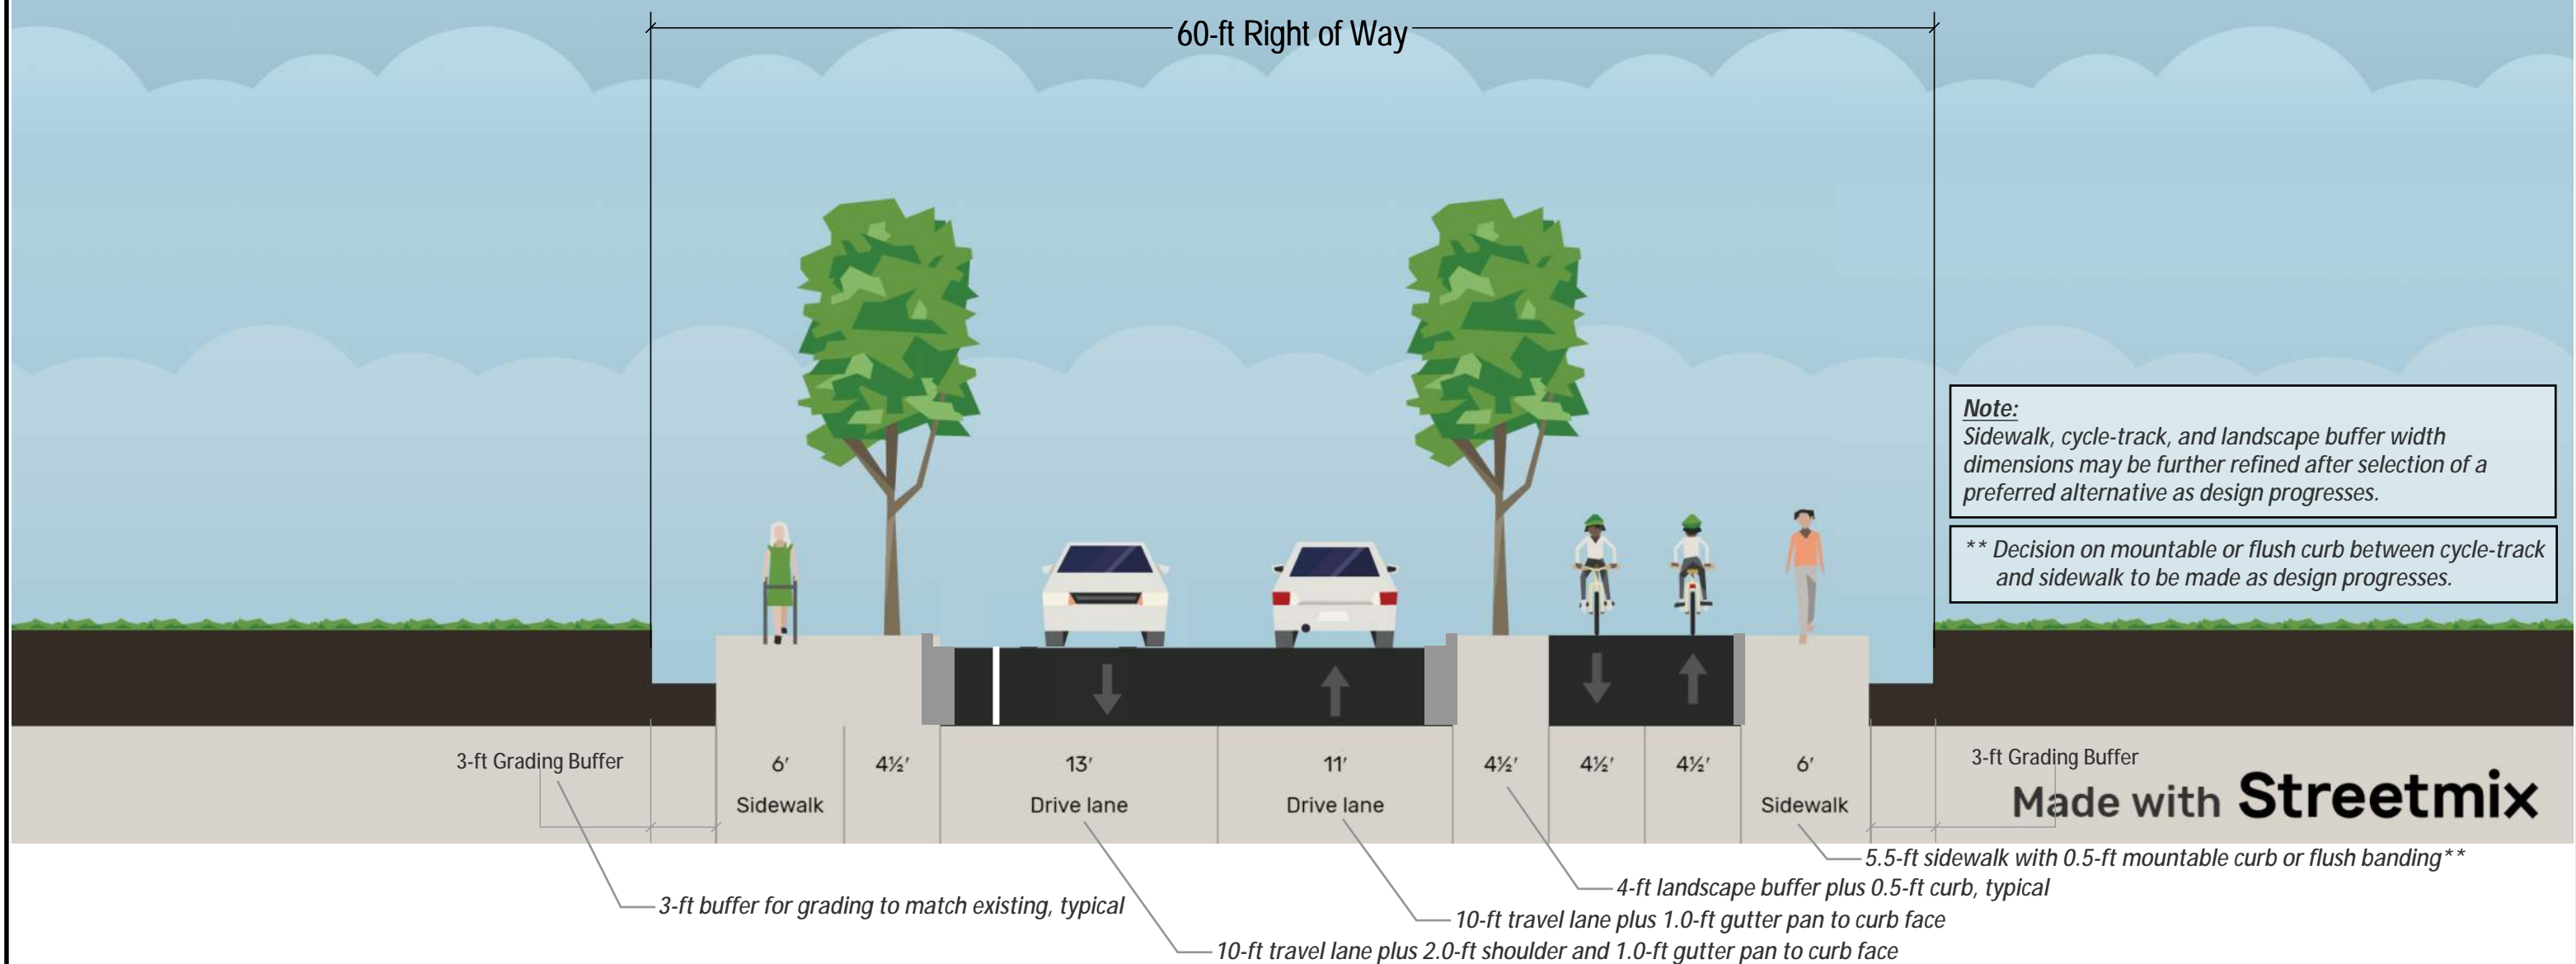 60-ft Right of Way
Note:
Sidewalk, cycle-track, and landscape buffer width
dimensions may be further refined after selection of a
preferred alternative as design progresses.
** Decision on mountable or flush curb between cycle-track
and sidewalk to be made as design progresses.
3-ft Grading Buffer
6′
4½′
13′
11′
4½′
4½′
4½′
6′
3-ft Grading Buffer
Sidewalk
Drive lane
Drive lane
Sidewalk
Made with Streetmix
5.5-ft sidewalk with 0.5-ft mountable curb or flush banding**
4-ft landscape buffer plus 0.5-ft curb, typical
3-ft buffer for grading to match existing, typical
10-ft travel lane plus 1.0-ft gutter pan to curb face
10-ft travel lane plus 2.0-ft shoulder and 1.0-ft gutter pan to curb face